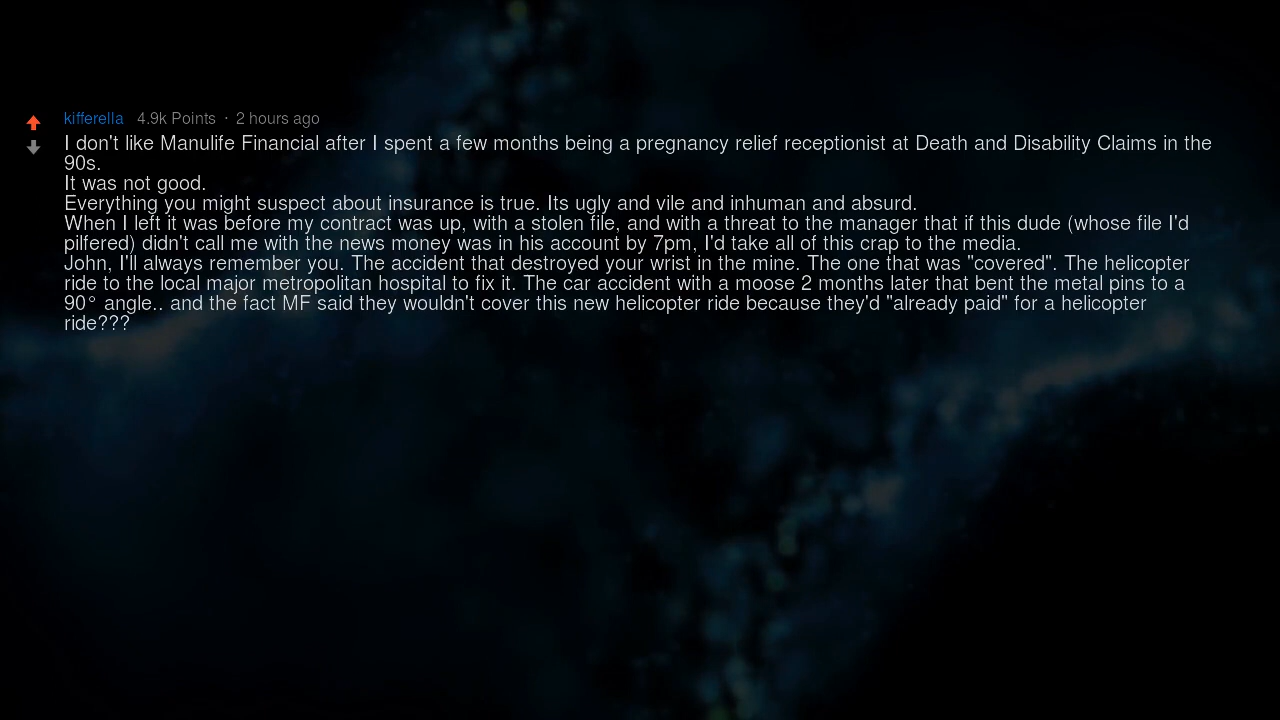 kifferella 4.9k Points · 2 hours ago
I don't like Manulife Financial after I spent a few months being a pregnancy relief receptionist at Death and Disability Claims in the
90s.
It was not good.
Everything you might suspect about insurance is true. Its ugly and vile and inhuman and absurd.
When I left it was before my contract was up, with a stolen file, and with a threat to the manager that if this dude (whose file I'd
pilfered) didn't call me with the news money was in his account by 7pm, I'd take all of this crap to the media.
John, I'll always remember you. The accident that destroyed your wrist in the mine. The one that was "covered". The helicopter
ride to the local major metropolitan hospital to fix it. The car accident with a moose 2 months later that bent the metal pins to a
90° angle.. and the fact MF said they wouldn't cover this new helicopter ride because they'd "already paid" for a helicopter
ride???